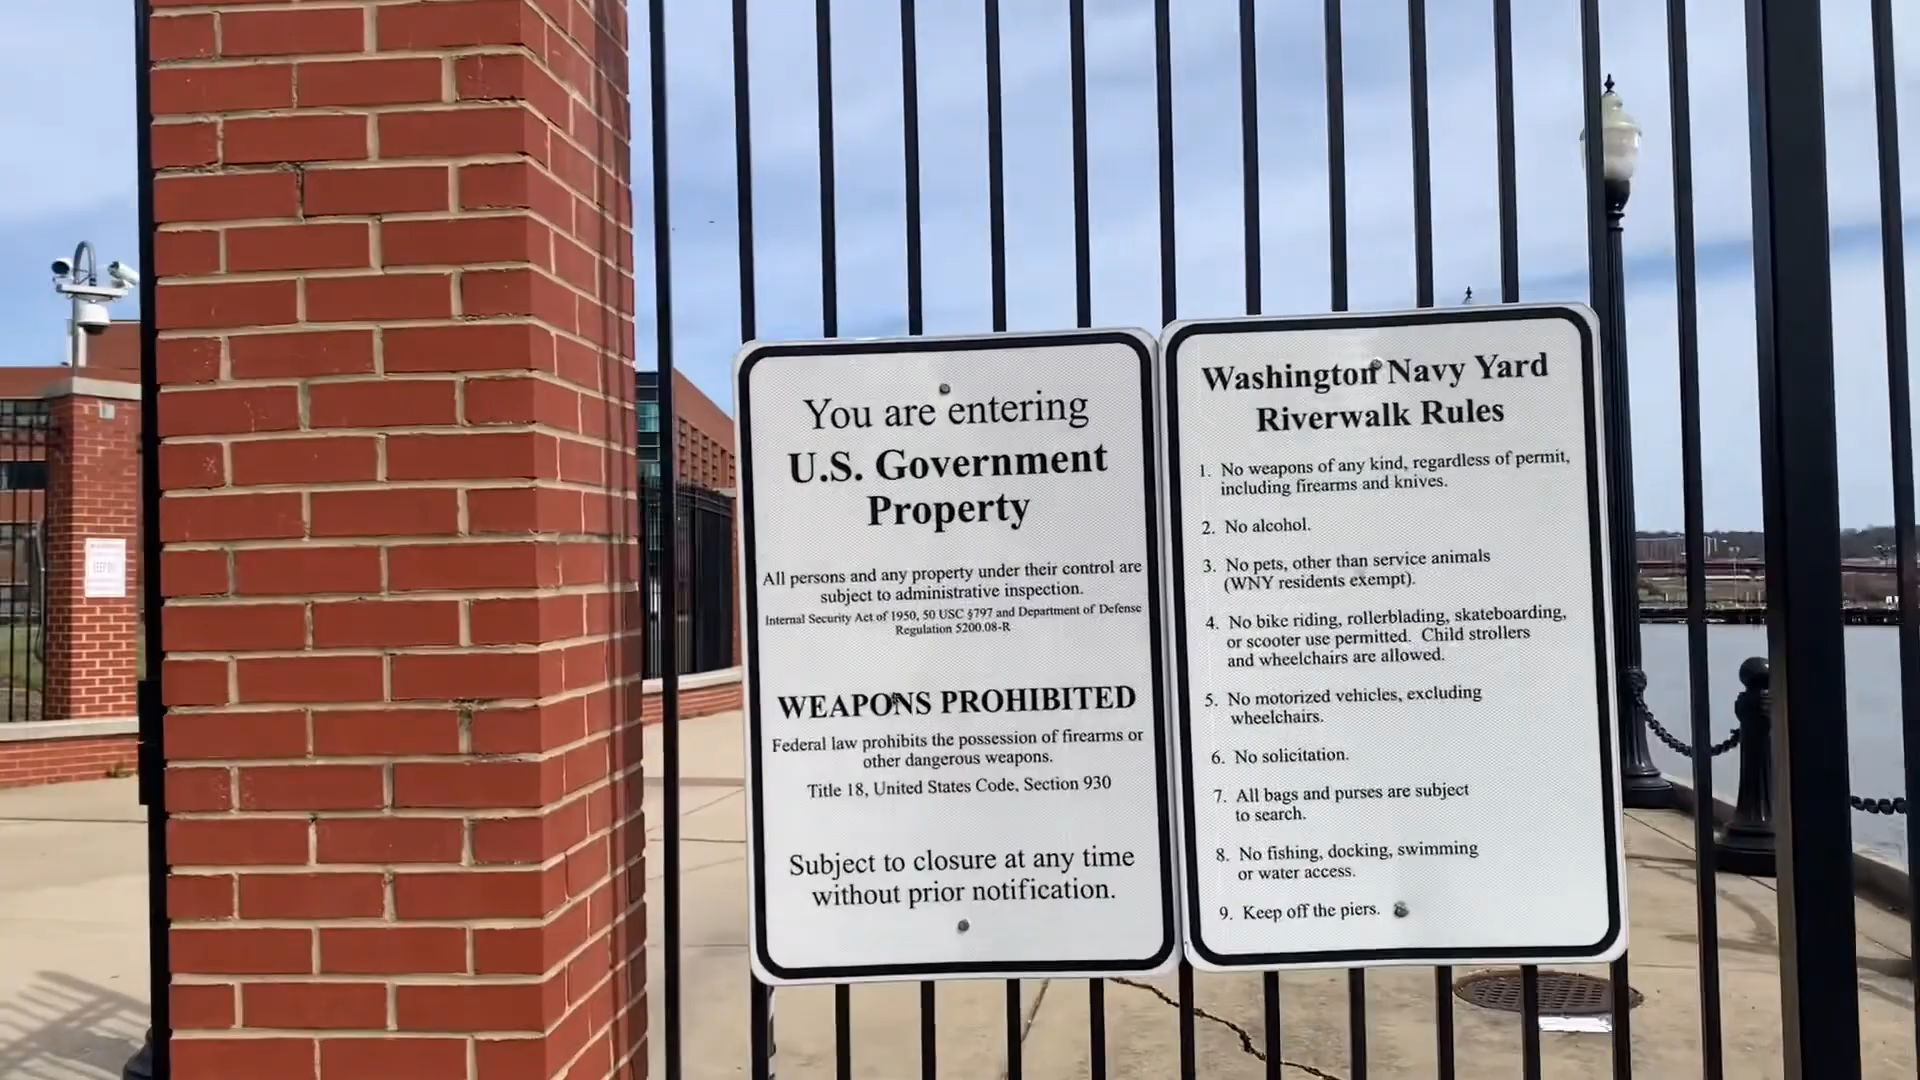 You are entering
U.S. Government
Property
All persons and any property under their control are
subject to administrative inspection.
Internal Security Act of 1950, 50 USC §797 and Department of Defense
Regulation 5200.08-R
WEAPONS PROHIBITED
Federal law prohibits the possession of firearms or
other dangerous weapons.
Title 18, United States Code, Section 930
Subject to closure at any time
without prior notification.
Washington Navy Yard
Riverwalk Rules
1. No weapons of any kind, regardless of permit,
including firearms and knives.
2. No alcohol.
3. No pets, other than service animals
(WNY residents exempt).
4. No bike riding, rollerblading, skateboarding,
or scooter use permitted. Child strollers
and wheelchairs are allowed.
5. No motorized vehicles, excluding
wheelchairs.
6. No solicitation.
7. All bags and purses are subject
to search.
8. No fishing, docking, swimming
or water access.
9. Keep off the piers.